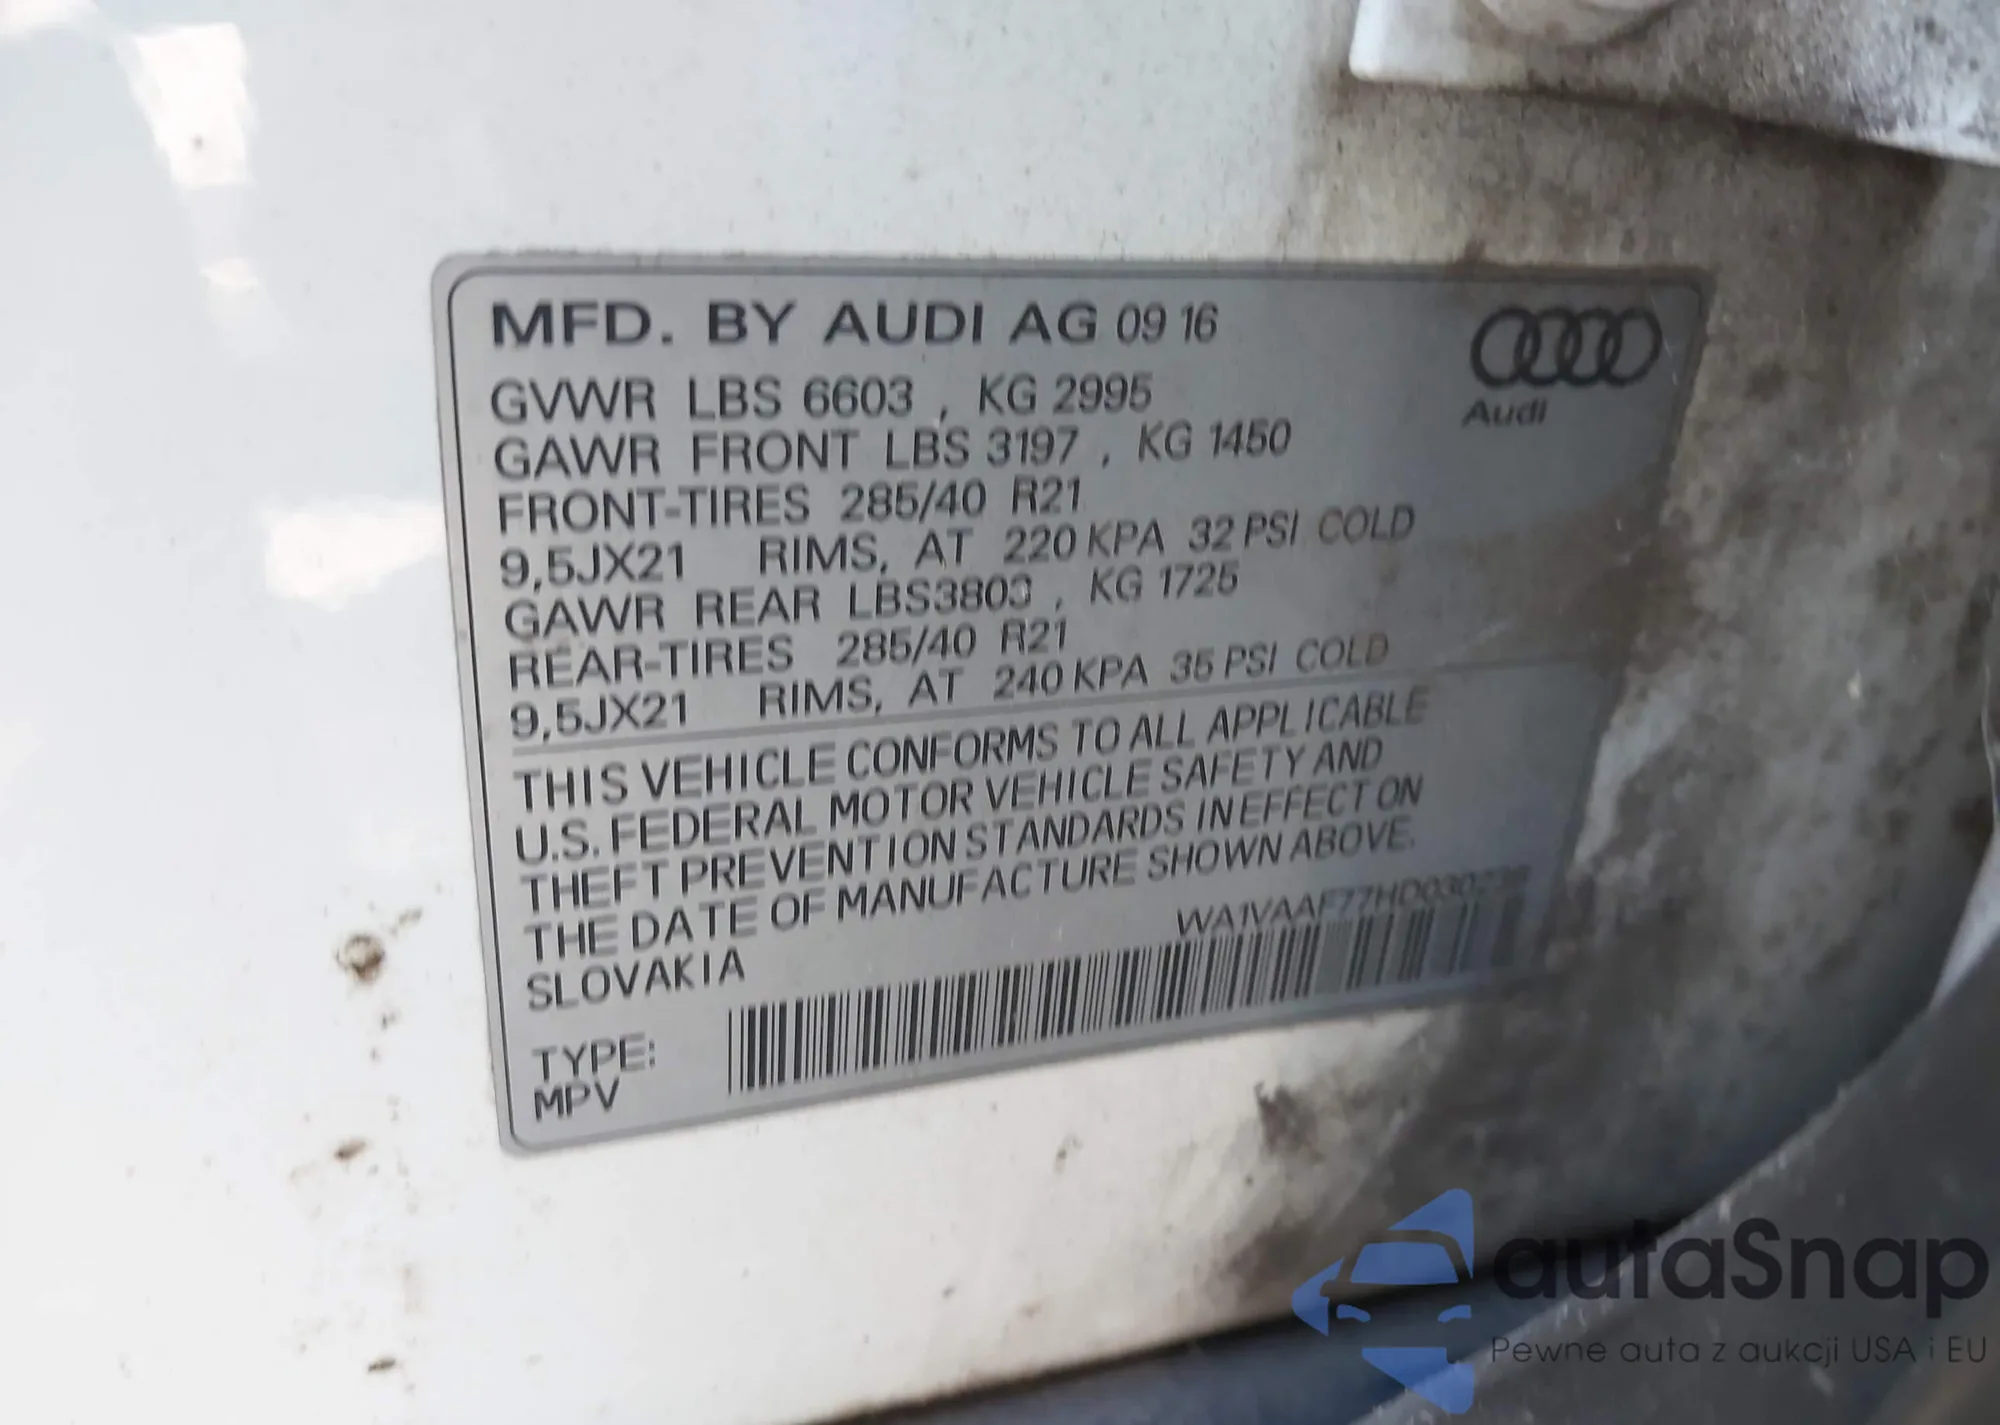 MFD. BY AUDI AG 09 16
Audi
GVWR LBS 6603 , KG 2995
GAWR FRONT LBS 3197 , KG 1450
FRONT-TIRES 285/40 R21
9,5JX21 RIMS, AT 220 KPA 32 PSI COLD
GAWR REAR LBS3803 , KG 1725
REAR-TIRES 285/40 R21
9,5JX21 RIMS, AT 240 KPA 35 PSI COLD
THIS VEHICLE CONFORMS TO ALL APPLICABLE
U.S. FEDERAL MOTOR VEHICLE SAFETY AND
THEFT PREVENTION STANDARDS IN EFFECT ON
THE DATE OF MANUFACTURE SHOWN ABOVE.
SLOVAKIA
TYPE:
MPV
autaSnap
Pewne auta z aukcji USA i EU